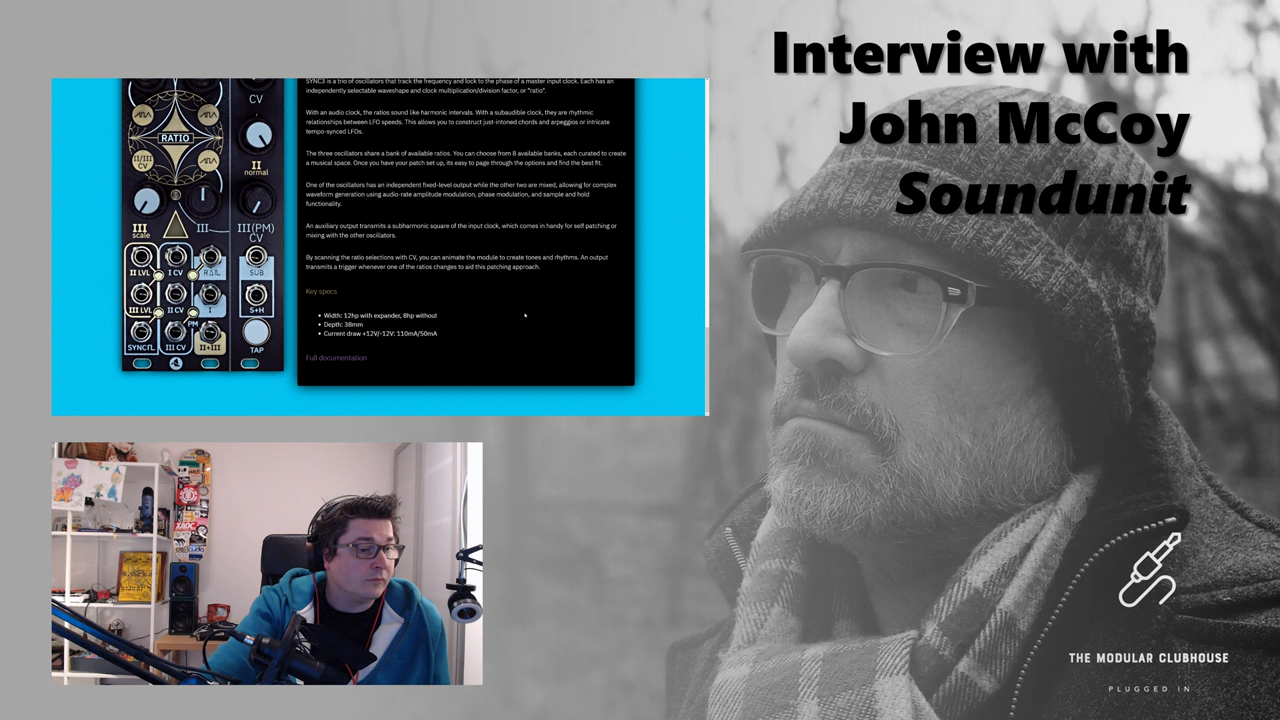 Interview with
John McCoy
Soundunit
SYNC3 is a trio of oscillators that track the frequency and lock to the phase of a master input clock. Each has an
independently selectable waveshape and clock multiplication/division factor, or "ratio".
With an audio clock, the ratios sound like harmonic intervals. With a subaudible clock, they are rhythmic
relationships between LFO speeds. This allows you to construct just-intoned chords and arpeggios or intricate
tempo-synced LFOs.
The three oscillators share a bank of available ratios. You can choose from 8 available banks, each curated to create
a musical space. Once you have your patch set up, its easy to page through the options and find the best fit.
One of the oscillators has an independent fixed-level output while the other two are mixed, allowing for complex
waveform generation using audio-rate amplitude modulation, phase modulation, and sample and hold
functionality.
An auxiliary output transmits a subharmonic square of the input clock, which comes in handy for self patching or
mixing with the other oscillators.
By scanning the ratio selections with CV, you can animate the module to create tones and rhythms. An output
transmits a trigger whenever one of the ratios changes to aid this patching approach.
Key specs
• Width: 12hp with expander, 8hp without
• Depth: 38mm
• Current draw +12V/-12V: 110mA/50mA
Full documentation
CV
RATIO
II/III
CV
II
normal
III
scale
III
III(PM)
CV
II LVL
I CV
SUB
III LVL
II CV
I
S+H
PM
SYNC
III CV
II+III
TAP
XAOC
THE MODULAR CLUBHOUSE
PLUGGED IN